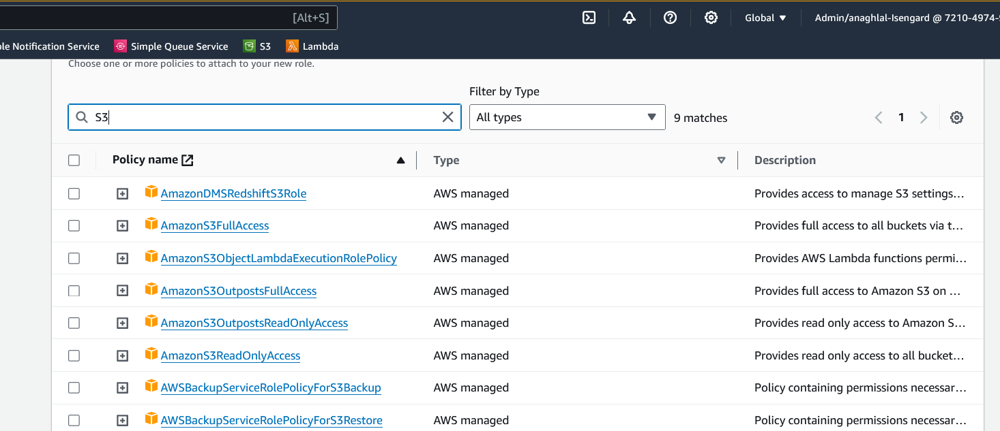 [Alt+S]
Global
Admin/anaghlal-Isengard @ 7210-4974-
Notification Service
Simple Queue Service
S3
Lambda
Choose one or more policies to attach to your new role.
Filter by Type
S3
All types
9 matches
1
Policy name
Type
Description
AmazonDMSRedshiftS3Role
AWS managed
Provides access to manage S3 settings…
AmazonS3FullAccess
AWS managed
Provides full access to all buckets via t…
AmazonS3ObjectLambdaExecutionRolePolicy
AWS managed
Provides AWS Lambda functions permi…
AmazonS3OutpostsFullAccess
AWS managed
Provides full access to Amazon S3 on …
AmazonS3OutpostsReadOnlyAccess
AWS managed
Provides read only access to Amazon S…
AmazonS3ReadOnlyAccess
AWS managed
Provides read only access to all bucket…
AWSBackupServiceRolePolicyForS3Backup
AWS managed
Policy containing permissions necessar…
AWSBackupServiceRolePolicyForS3Restore
AWS managed
Policy containing permissions necessar…